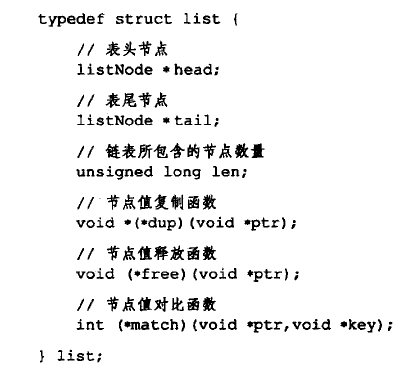 typedef struct list {
// 表头节点
listNode *head;
// 表尾节点
listNode *tail;
// 链表所包含的节点数量
unsigned long len;
// 节点值复制函数
void *(*dup)(void *ptr);
// 节点值释放函数
void (*free)(void *ptr);
// 节点值对比函数
int (*match)(void *ptr,void *key);
} list;